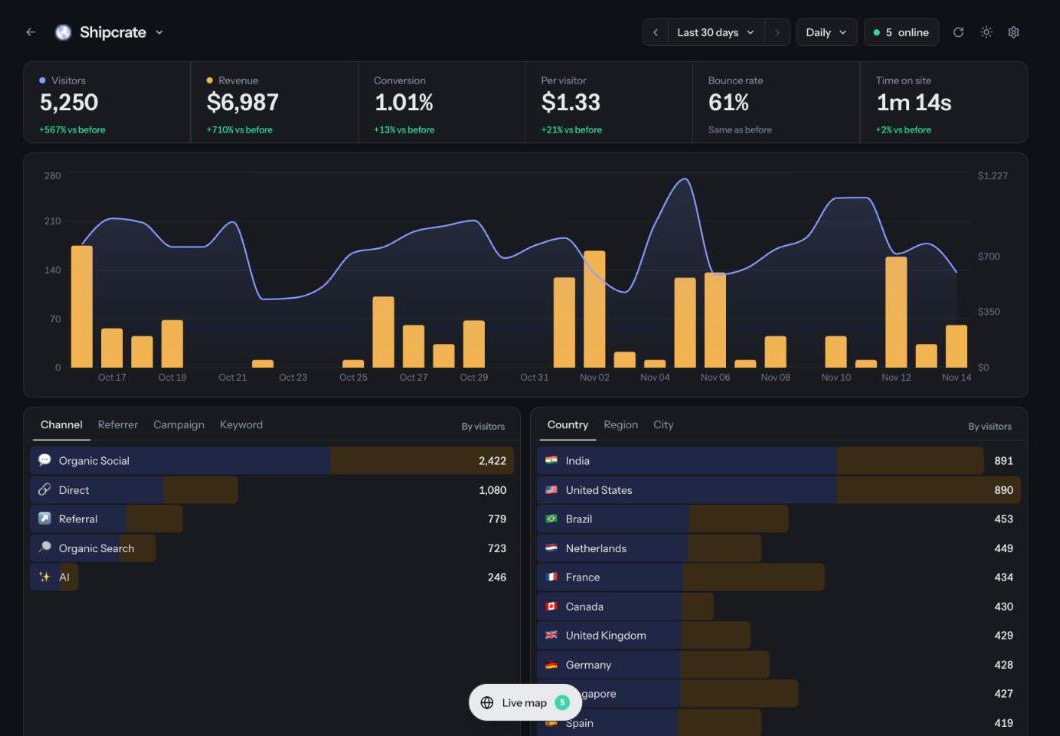 Shipcrate
Last 30 days
Daily
5 online
Visitors
5,250
+567% vs before
Revenue
$6,987
+710% vs before
Conversion
1.01%
+13% vs before
Per visitor
$1.33
+21% vs before
Bounce rate
61%
Same as before
Time on site
1m 14s
+2% vs before
280
210
140
70
0
$1,227
$700
$350
$0
Oct 17 Oct 19 Oct 21 Oct 23 Oct 25 Oct 27 Oct 29 Oct 31 Nov 02 Nov 04 Nov 06 Nov 08 Nov 10 Nov 12 Nov 14
Channel Referrer Campaign Keyword By visitors
Organic Social 2,422
Direct 1,080
Referral 779
Organic Search 723
AI 246
Country Region City By visitors
India 891
United States 890
Brazil 453
Netherlands 449
France 434
Canada 430
United Kingdom 429
Germany 428
gapore 427
Spain 419
Live map 5